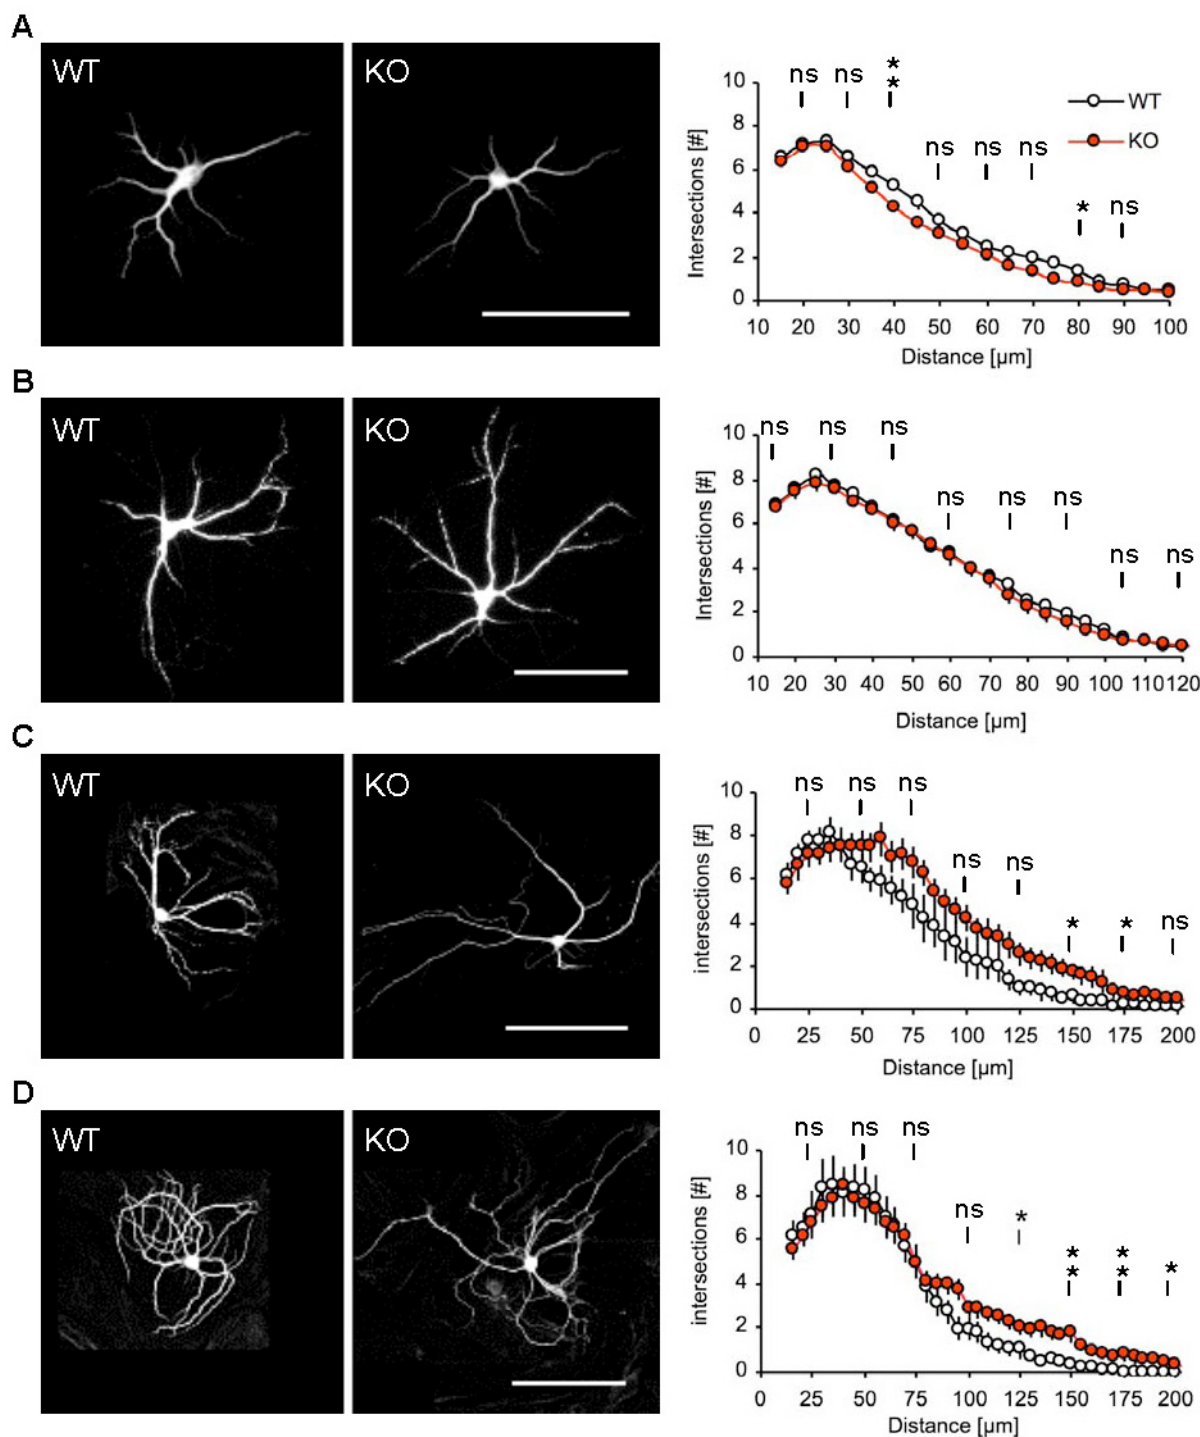 A
WT
KO
Intersections [#]
10
8
6
4
2
0
ns ns * *
ns ns ns
* ns
WT
KO
10 20 30 40 50 60 70 80 90 100
Distance [µm]
B
WT
KO
Intersections [#]
10
8
6
4
2
0
ns ns ns
ns ns ns
ns ns
10 20 30 40 50 60 70 80 90 100 110 120
Distance [µm]
C
WT
KO
intersections [#]
10
8
6
4
2
0
ns ns ns
ns ns
* * ns
0 25 50 75 100 125 150 175 200
Distance [µm]
D
WT
KO
intersections [#]
10
8
6
4
2
0
ns ns ns
ns *
* * * * *
0 25 50 75 100 125 150 175 200
Distance [µm]